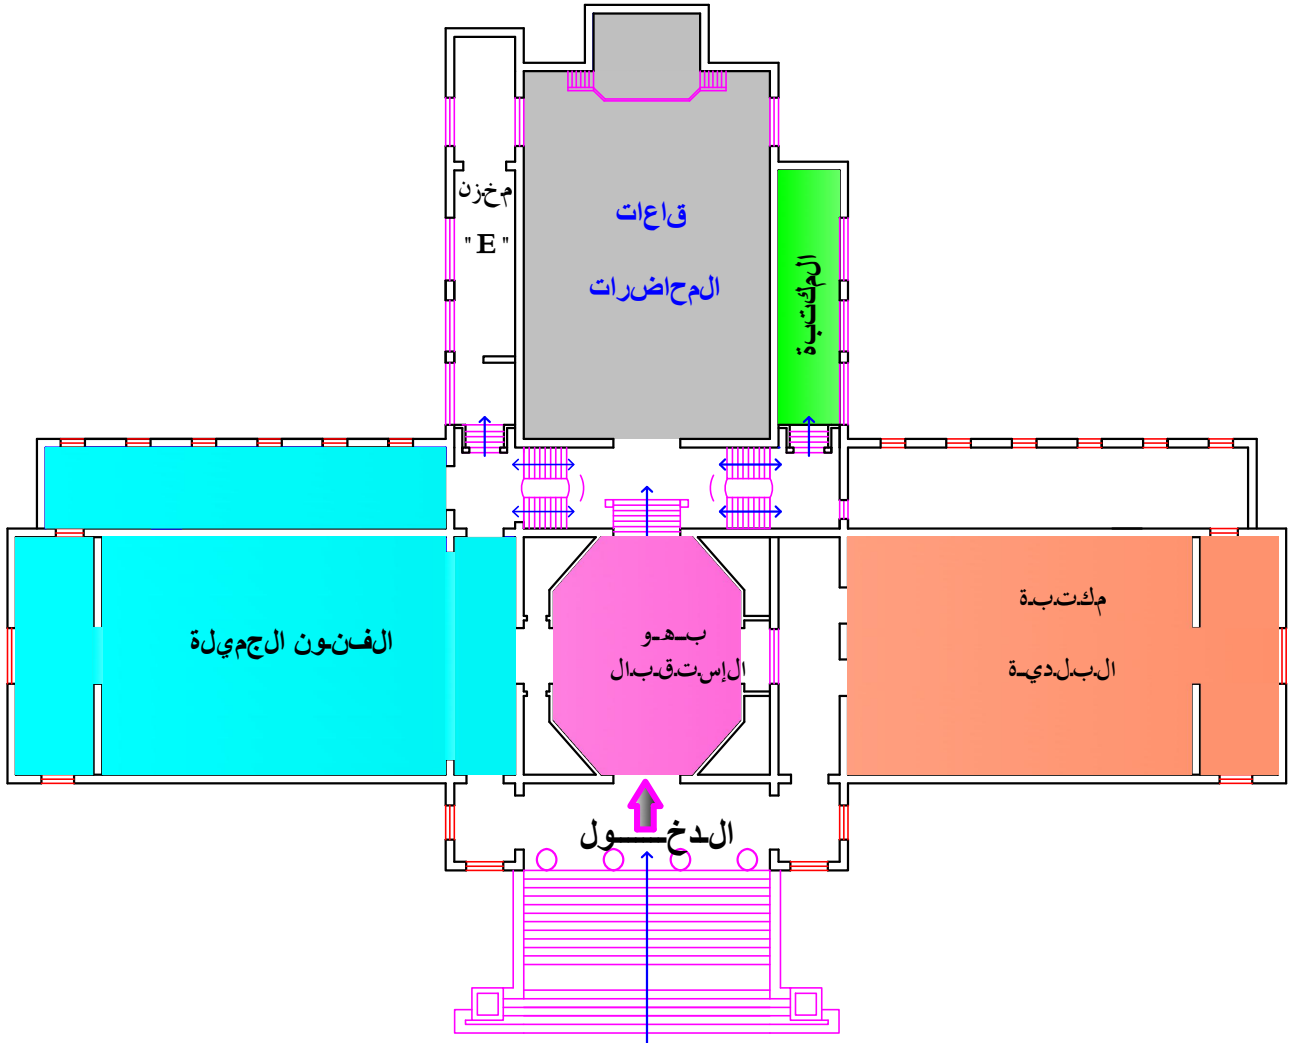 مخزن
"E"
قاعات
المحاضرات
المكتبة
الفنون الجميلة
بهو
الإستقبال
مكتبة
البلدية
الدخول